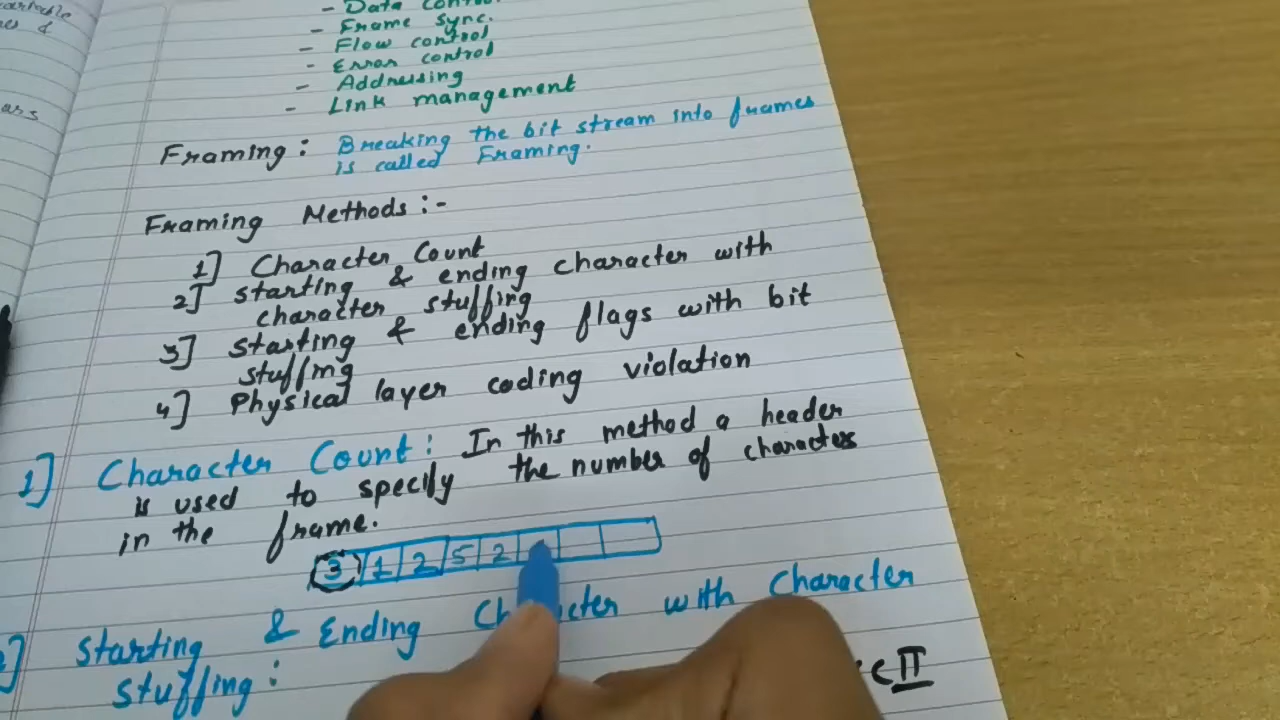 - Data
- Frame sync.
- Flow control
- Error control
- Addressing
- Link management
Framing: Breaking the bit stream into frames
is called Framing.
Framing Methods :-
1] Character Count
2] starting & ending character with
character stuffing
3] starting & ending flags with bit
stuffing
4] Physical layer coding violation
1] Character Count: In this method a header
is used to specify the number of characters
in the frame.
3 1 2 5 2
Starting & Ending with Character
stuffing:
II